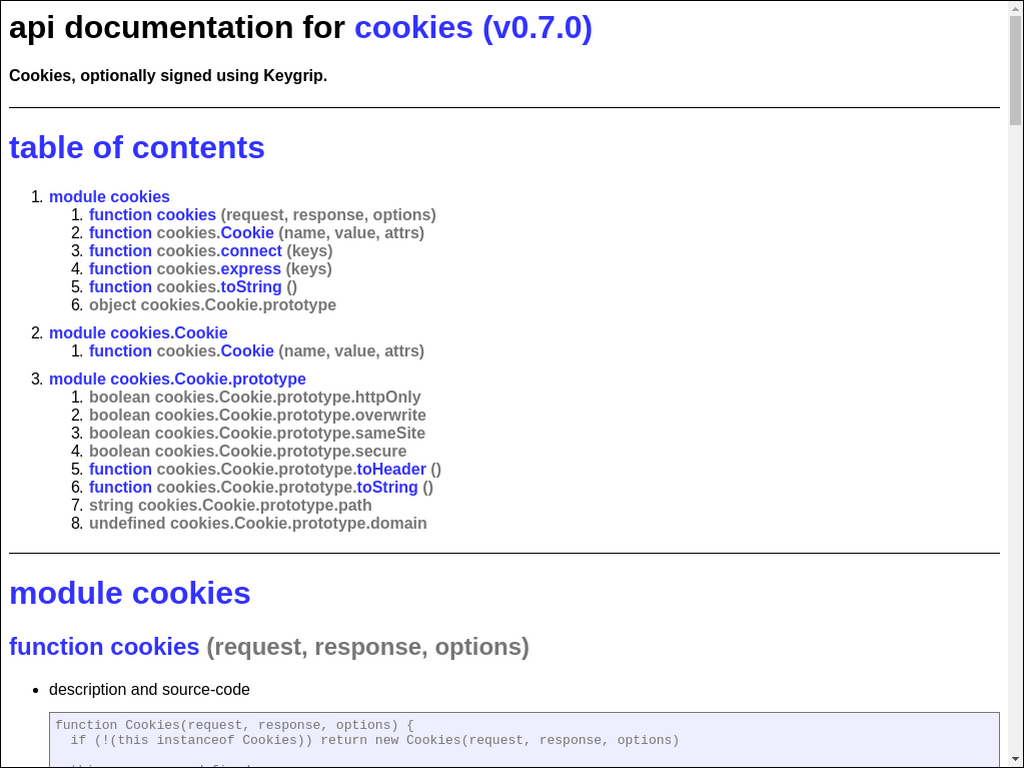 api documentation for cookies (v0.7.0)
Cookies, optionally signed using Keygrip.
table of contents
1. module cookies
1. function cookies (request, response, options)
2. function cookies.Cookie (name, value, attrs)
3. function cookies.connect (keys)
4. function cookies.express (keys)
5. function cookies.toString ()
6. object cookies.Cookie.prototype
2. module cookies.Cookie
1. function cookies.Cookie (name, value, attrs)
3. module cookies.Cookie.prototype
1. boolean cookies.Cookie.prototype.httpOnly
2. boolean cookies.Cookie.prototype.overwrite
3. boolean cookies.Cookie.prototype.sameSite
4. boolean cookies.Cookie.prototype.secure
5. function cookies.Cookie.prototype.toHeader ()
6. function cookies.Cookie.prototype.toString ()
7. string cookies.Cookie.prototype.path
8. undefined cookies.Cookie.prototype.domain
module cookies
function cookies (request, response, options)
• description and source-code
function Cookies(request, response, options) {
if (!(this instanceof Cookies)) return new Cookies(request, response, options)